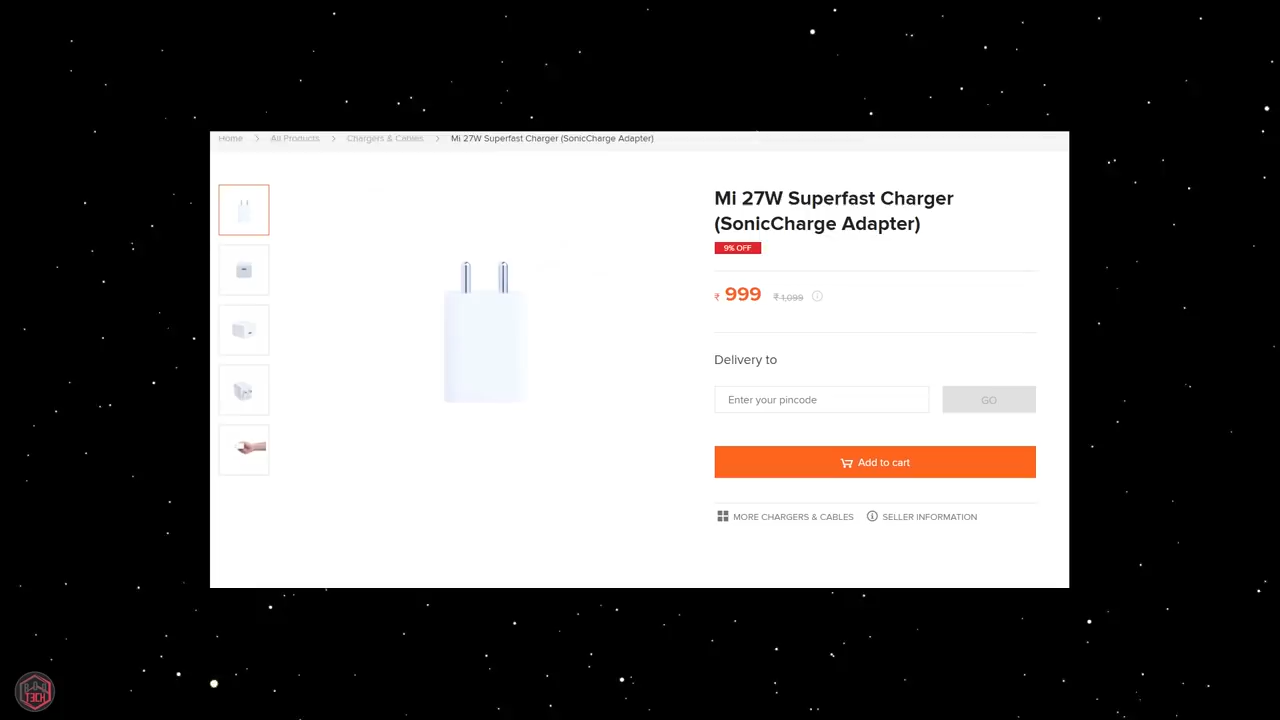 Home > All Products > Chargers & Cables > Mi 27W Superfast Charger (SonicCharge Adapter)
Mi 27W Superfast Charger
(SonicCharge Adapter)
9% OFF
₹ 999 ₹ 1,099
Delivery to
Enter your pincode GO
Add to cart
MORE CHARGERS & CABLES SELLER INFORMATION